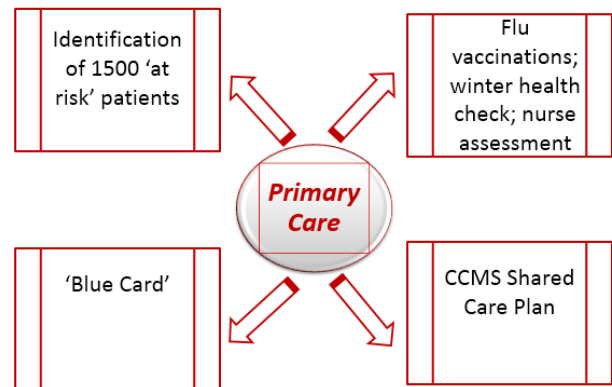 Identification
of 1500 ‘at
risk’ patients
Flu
vaccinations;
winter health
check; nurse
assessment
Primary
Care
‘Blue Card’
CCMS Shared
Care Plan